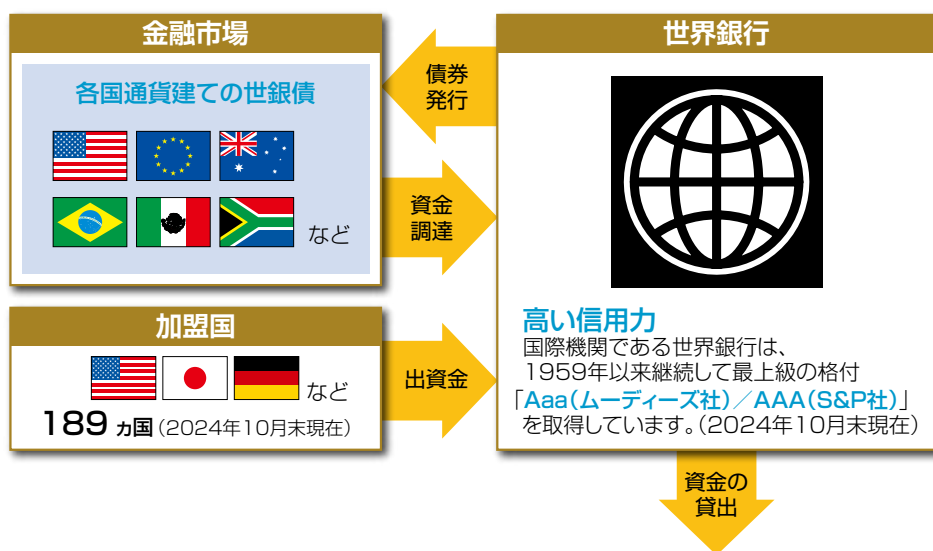 金融市場
各国通貨建ての世銀債
など
債券
発行
資金
調達
加盟国
など
189ヵ国(2024年10月末現在)
出資金
世界銀行
高い信用力
国際機関である世界銀行は、
1959年以来継続して最上級の格付
「Aaa(ムーディーズ社)/AAA(S&P社)」
を取得しています。(2024年10月末現在)
資金の
貸出